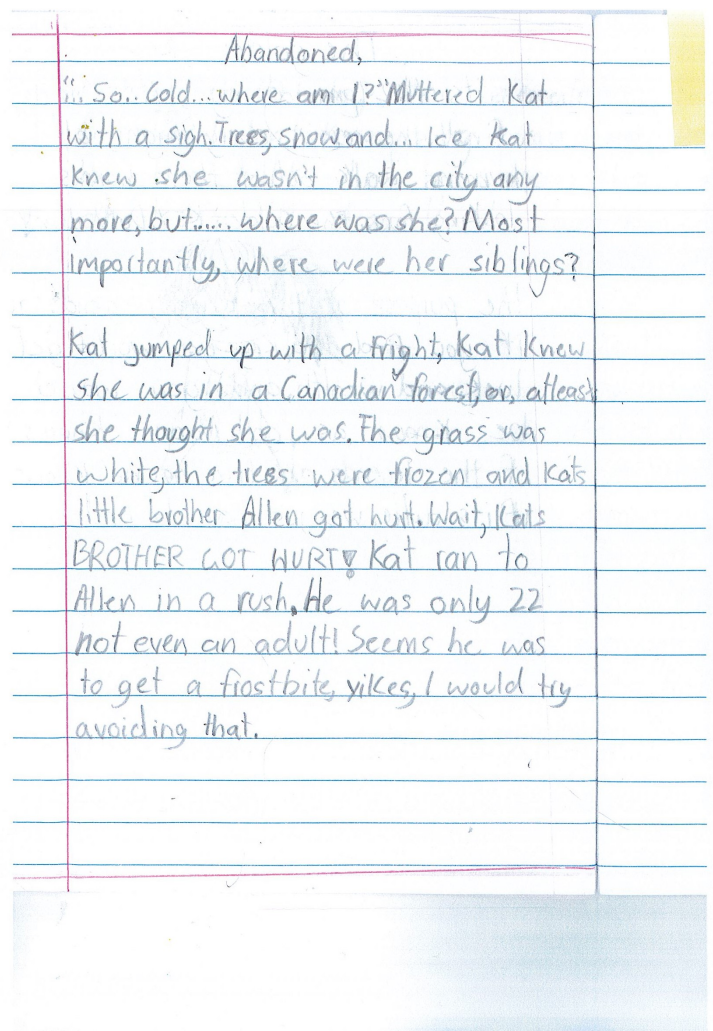 Abandoned,
"... So.. Cold... where am I?" Muttered Kat
with a sigh. Trees, snow and... Ice Kat
knew she wasn't in the city any
more, but...... where was she? Most
importantly, where were her siblings?
Kat jumped up with a fright, Kat knew
she was in a Canadian forest, or, atleast
she thought she was. The grass was
white, the trees were frozen and Kats
little brother Allen got hurt. Wait, Kats
BROTHER GOT HURT! Kat ran to
Allen in a rush, He was only 22
not even an adult! Seems he was
to get a frostbite, yikes, I would try
avoiding that.